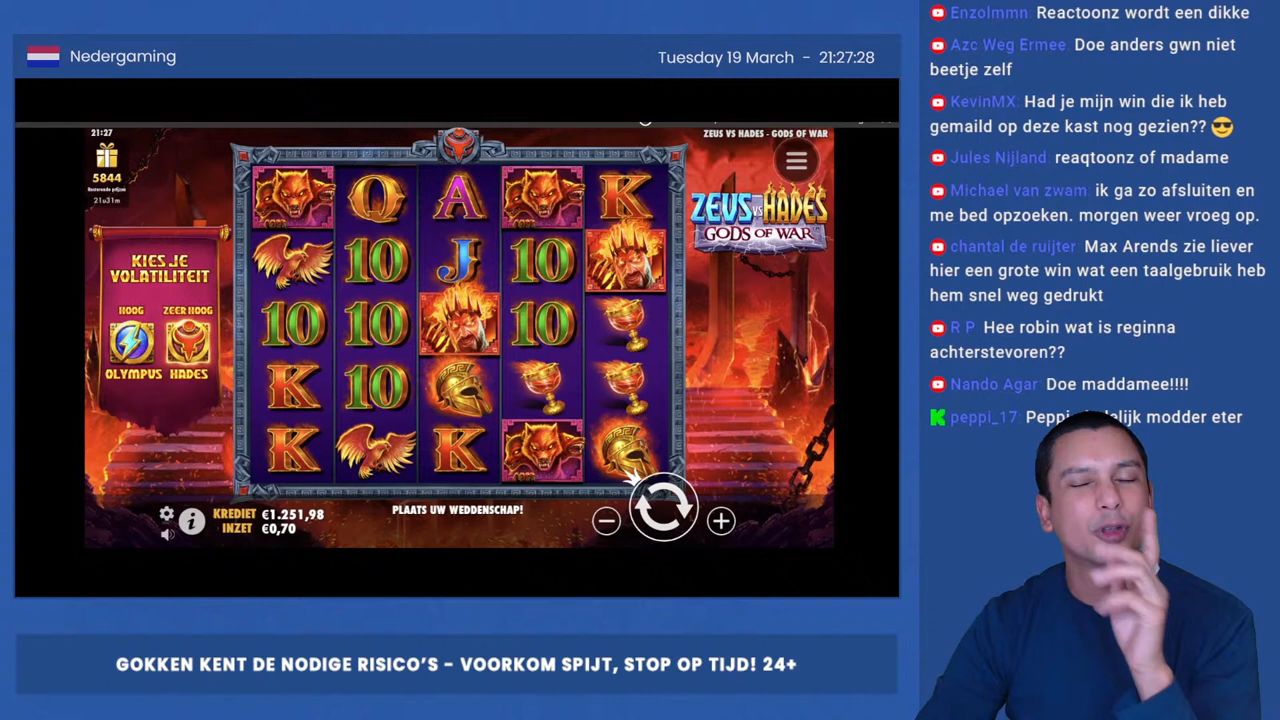 Nedergaming
Tuesday 19 March - 21:27:28
21:27
ZEUS VS HADES - GODS OF WAR
5844
21u31m
KIES JE
VOLATILITEIT
HOOG
ZEER HOOG
OLYMPUS
HADES
Q
A
K
10
J
10
10
10
10
K
10
K
K
ZEUS VS HADES
GODS OF WAR
KREDIET €1.251,98
INZET €0,70
PLAATS UW WEDDENSCHAP!
GOKKEN KENT DE NODIGE RISICO'S - VOORKOM SPIJT, STOP OP TIJD! 24+
Enzolmmn: Reactoonz wordt een dikke
Azc Weg Ermee: Doe anders gwn niet
beetje zelf
KevinMX: Had je mijn win die ik heb
gemaild op deze kast nog gezien?? 😎
Jules Nijland: reaqtoonz of madame
Michael van zwam: ik ga zo afsluiten en
me bed opzoeken. morgen weer vroeg op.
chantal de ruijter: Max Arends zie liever
hier een grote win wat een taalgebruik heb
hem snel weg gedrukt
R P: Hee robin wat is reginna
achterstevoren??
Nando Agar: Doe maddamee!!!!
peppi_17: modder eter